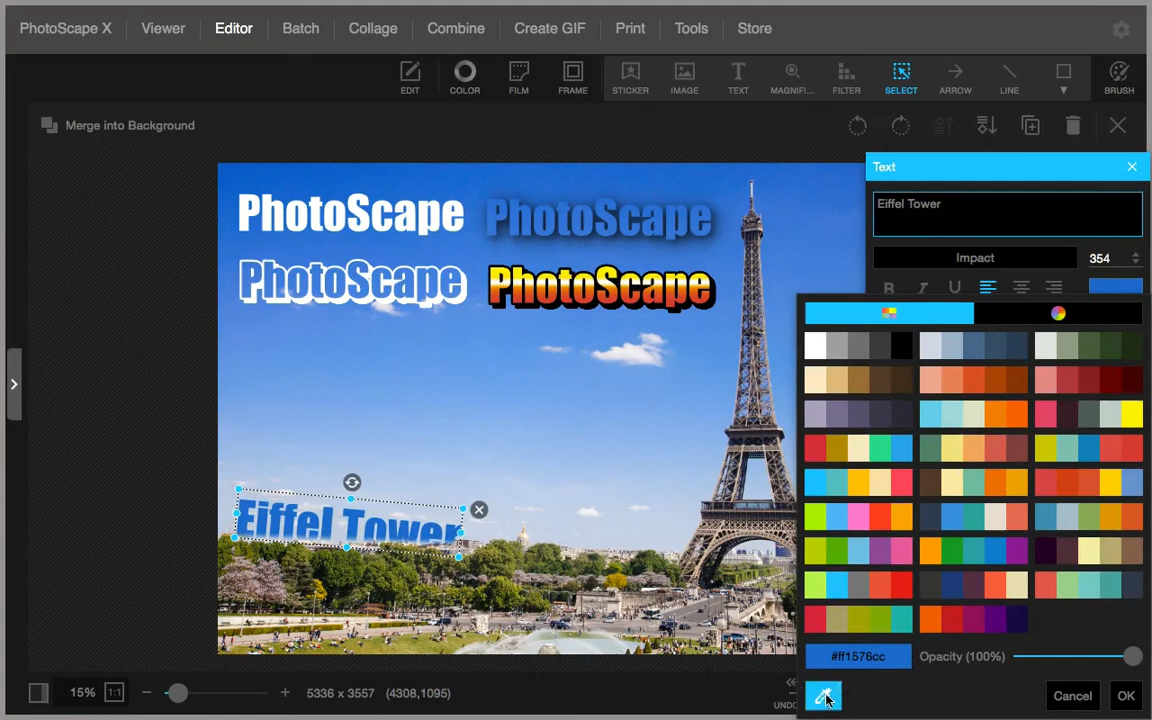 PhotoScape X Viewer Editor Batch Collage Combine Create GIF Print Tools Store
EDIT COLOR FILM FRAME STICKER IMAGE TEXT MAGNIFI... FILTER SELECT ARROW LINE BRUSH
Merge into Background
Text
Eiffel Tower
Impact 354
B I U
PhotoScape PhotoScape
PhotoScape PhotoScape
Eiffel Tower
#ff1576cc Opacity (100%)
15% 1:1 5336 x 3557 (4308,1095)
UNDO
Cancel OK